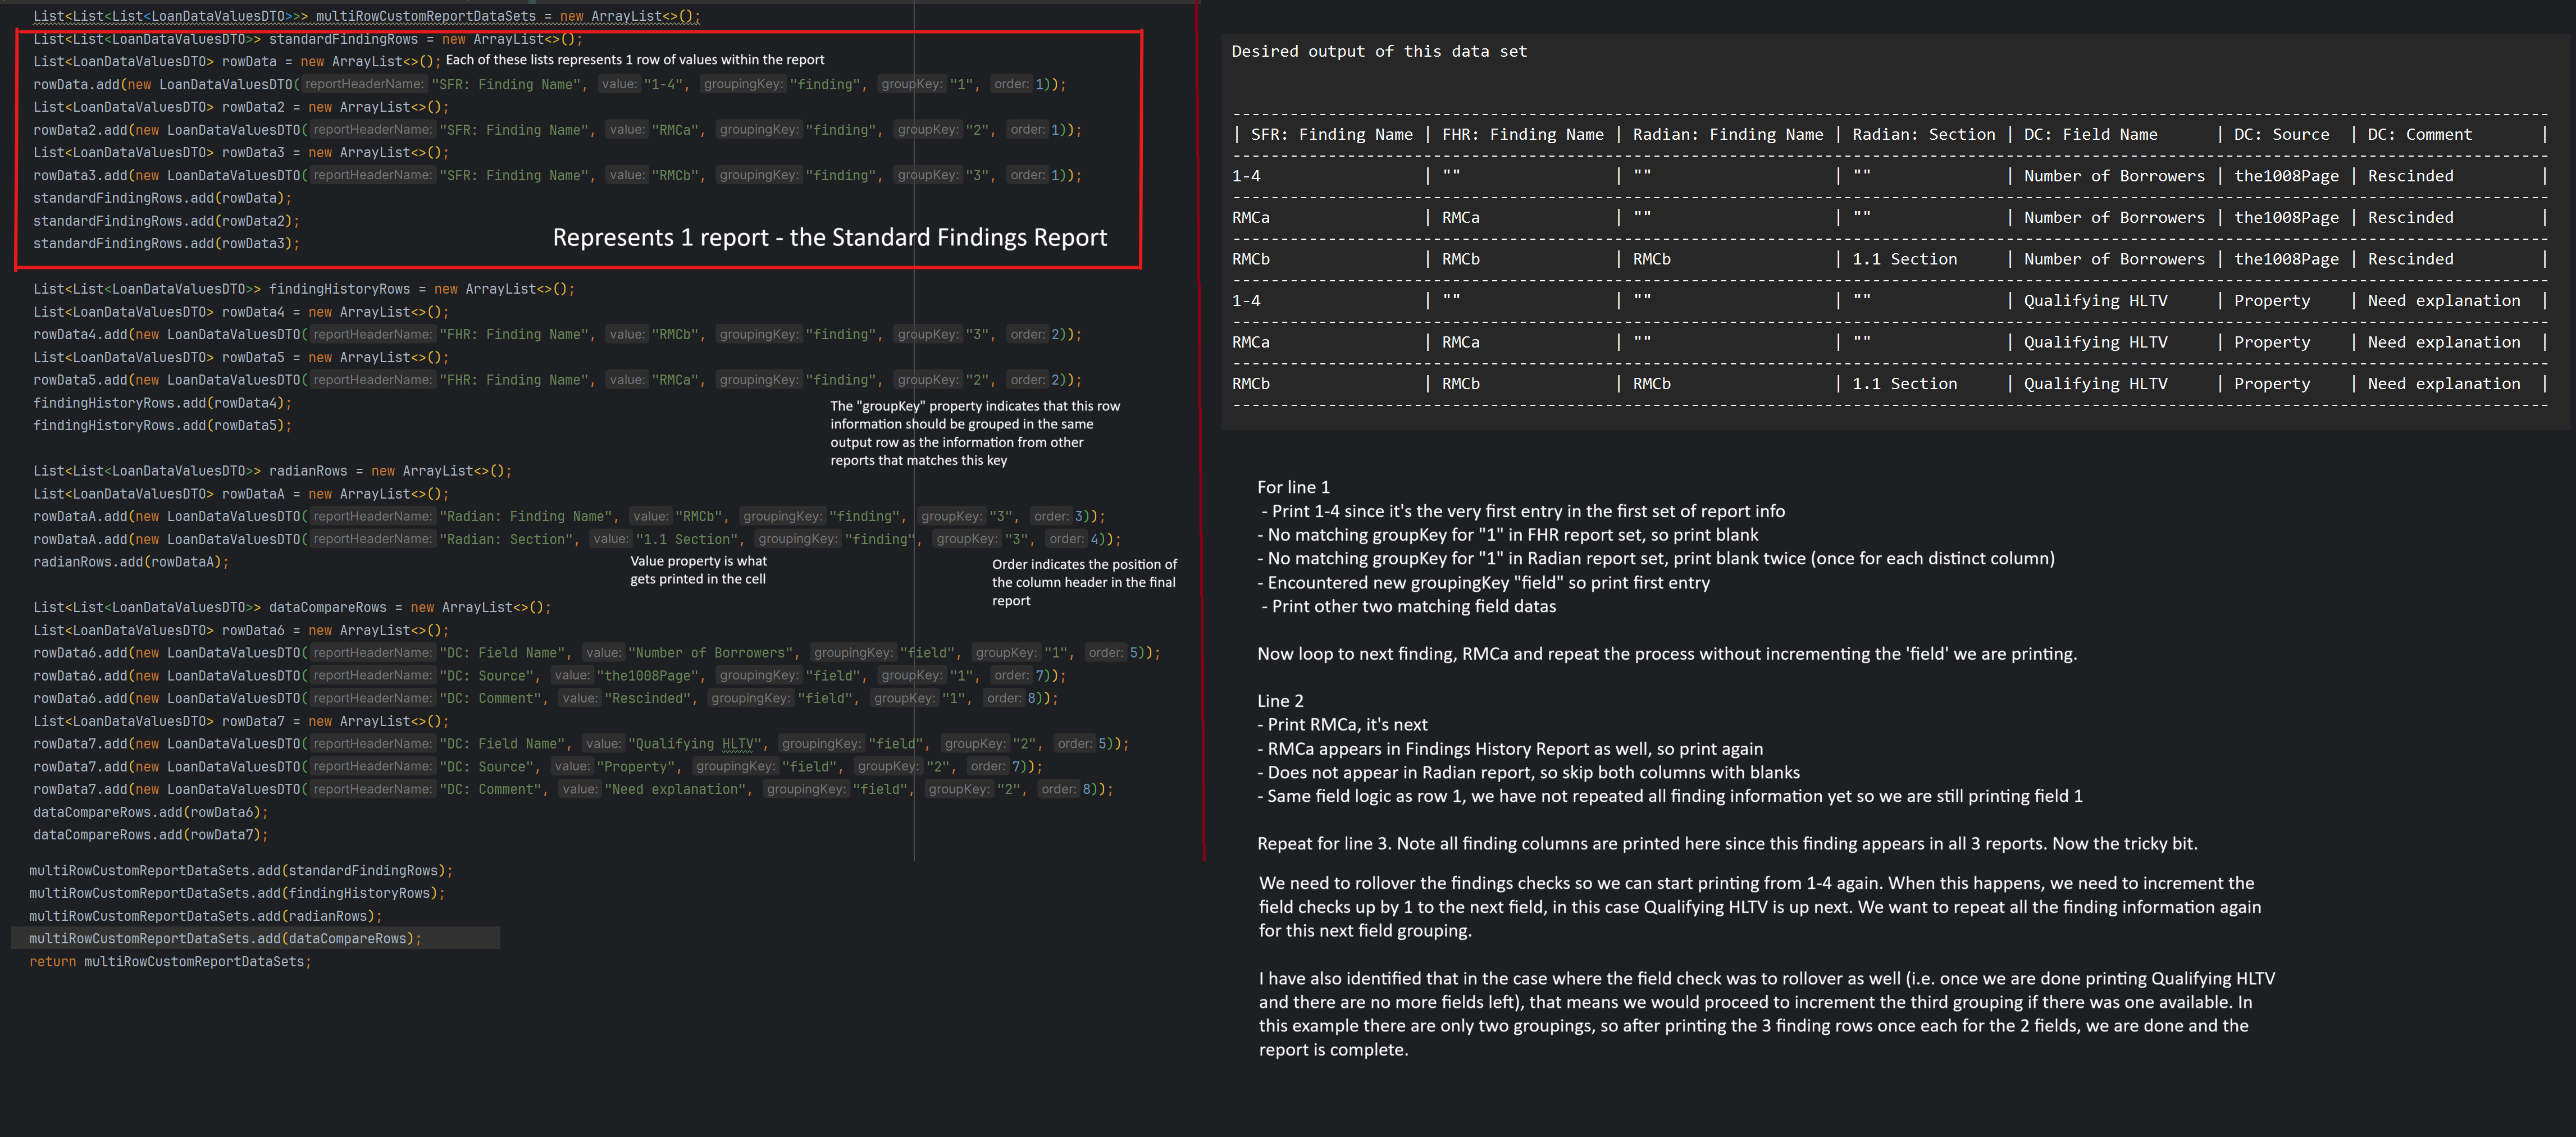 List<List<List<LoanDataValuesDTO>>> multiRowCustomReportDataSets = new ArrayList<>();
List<List<LoanDataValuesDTO>> standardFindingRows = new ArrayList<>();
List<LoanDataValuesDTO> rowData = new ArrayList<>(); Each of these lists represents 1 row of values within the report
rowData.add(new LoanDataValuesDTO( reportHeaderName: "SFR: Finding Name", value: "1-4", groupingKey: "finding", groupKey: "1", order: 1));
List<LoanDataValuesDTO> rowData2 = new ArrayList<>();
rowData2.add(new LoanDataValuesDTO( reportHeaderName: "SFR: Finding Name", value: "RMCa", groupingKey: "finding", groupKey: "2", order: 1));
List<LoanDataValuesDTO> rowData3 = new ArrayList<>();
rowData3.add(new LoanDataValuesDTO( reportHeaderName: "SFR: Finding Name", value: "RMCb", groupingKey: "finding", groupKey: "3", order: 1));
standardFindingRows.add(rowData);
standardFindingRows.add(rowData2);
standardFindingRows.add(rowData3);
Represents 1 report - the Standard Findings Report
List<List<LoanDataValuesDTO>> findingHistoryRows = new ArrayList<>();
List<LoanDataValuesDTO> rowData4 = new ArrayList<>();
rowData4.add(new LoanDataValuesDTO( reportHeaderName: "FHR: Finding Name", value: "RMCb", groupingKey: "finding", groupKey: "3", order: 2));
List<LoanDataValuesDTO> rowData5 = new ArrayList<>();
rowData5.add(new LoanDataValuesDTO( reportHeaderName: "FHR: Finding Name", value: "RMCa", groupingKey: "finding", groupKey: "2", order: 2));
findingHistoryRows.add(rowData4);
findingHistoryRows.add(rowData5);
The "groupKey" property indicates that this row
information should be grouped in the same
output row as the information from other
reports that matches this key
List<List<LoanDataValuesDTO>> radianRows = new ArrayList<>();
List<LoanDataValuesDTO> rowDataA = new ArrayList<>();
rowDataA.add(new LoanDataValuesDTO( reportHeaderName: "Radian: Finding Name", value: "RMCb", groupingKey: "finding", groupKey: "3", order: 3));
rowDataA.add(new LoanDataValuesDTO( reportHeaderName: "Radian: Section", value: "1.1 Section", groupingKey: "finding", groupKey: "3", order: 4));
radianRows.add(rowDataA);
Value property is what
gets printed in the cell
Order indicates the position of
the column header in the final
report
List<List<LoanDataValuesDTO>> dataCompareRows = new ArrayList<>();
List<LoanDataValuesDTO> rowData6 = new ArrayList<>();
rowData6.add(new LoanDataValuesDTO( reportHeaderName: "DC: Field Name", value: "Number of Borrowers", groupingKey: "field", groupKey: "1", order: 5));
rowData6.add(new LoanDataValuesDTO( reportHeaderName: "DC: Source", value: "the1008Page", groupingKey: "field", groupKey: "1", order: 7));
rowData6.add(new LoanDataValuesDTO( reportHeaderName: "DC: Comment", value: "Rescinded", groupingKey: "field", groupKey: "1", order: 8));
List<LoanDataValuesDTO> rowData7 = new ArrayList<>();
rowData7.add(new LoanDataValuesDTO( reportHeaderName: "DC: Field Name", value: "Qualifying HLTV", groupingKey: "field", groupKey: "2", order: 5));
rowData7.add(new LoanDataValuesDTO( reportHeaderName: "DC: Source", value: "Property", groupingKey: "field", groupKey: "2", order: 7));
rowData7.add(new LoanDataValuesDTO( reportHeaderName: "DC: Comment", value: "Need explanation", groupingKey: "field", groupKey: "2", order: 8));
dataCompareRows.add(rowData6);
dataCompareRows.add(rowData7);
multiRowCustomReportDataSets.add(standardFindingRows);
multiRowCustomReportDataSets.add(findingHistoryRows);
multiRowCustomReportDataSets.add(radianRows);
multiRowCustomReportDataSets.add(dataCompareRows);
return multiRowCustomReportDataSets;
Desired output of this data set
| SFR: Finding Name | FHR: Finding Name | Radian: Finding Name | Radian: Section | DC: Field Name | DC: Source | DC: Comment |
1-4 | "" | "" | "" | Number of Borrowers | the1008Page | Rescinded |
RMCa | RMCa | "" | "" | Number of Borrowers | the1008Page | Rescinded |
RMCb | RMCb | RMCb | 1.1 Section | Number of Borrowers | the1008Page | Rescinded |
1-4 | "" | "" | "" | Qualifying HLTV | Property | Need explanation |
RMCa | RMCa | "" | "" | Qualifying HLTV | Property | Need explanation |
RMCb | RMCb | RMCb | 1.1 Section | Qualifying HLTV | Property | Need explanation |
For line 1
- Print 1-4 since it's the very first entry in the first set of report info
- No matching groupKey for "1" in FHR report set, so print blank
- No matching groupKey for "1" in Radian report set, print blank twice (once for each distinct column)
- Encountered new groupingKey "field" so print first entry
- Print other two matching field datas
Now loop to next finding, RMCa and repeat the process without incrementing the 'field' we are printing.
Line 2
- Print RMCa, it's next
- RMCa appears in Findings History Report as well, so print again
- Does not appear in Radian report, so skip both columns with blanks
- Same field logic as row 1, we have not repeated all finding information yet so we are still printing field 1
Repeat for line 3. Note all finding columns are printed here since this finding appears in all 3 reports. Now the tricky bit.
We need to rollover the findings checks so we can start printing from 1-4 again. When this happens, we need to increment the
field checks up by 1 to the next field, in this case Qualifying HLTV is up next. We want to repeat all the finding information again
for this next field grouping.
I have also identified that in the case where the field check was to rollover as well (i.e. once we are done printing Qualifying HLTV
and there are no more fields left), that means we would proceed to increment the third grouping if there was one available. In
this example there are only two groupings, so after printing the 3 finding rows once each for the 2 fields, we are done and the
report is complete.